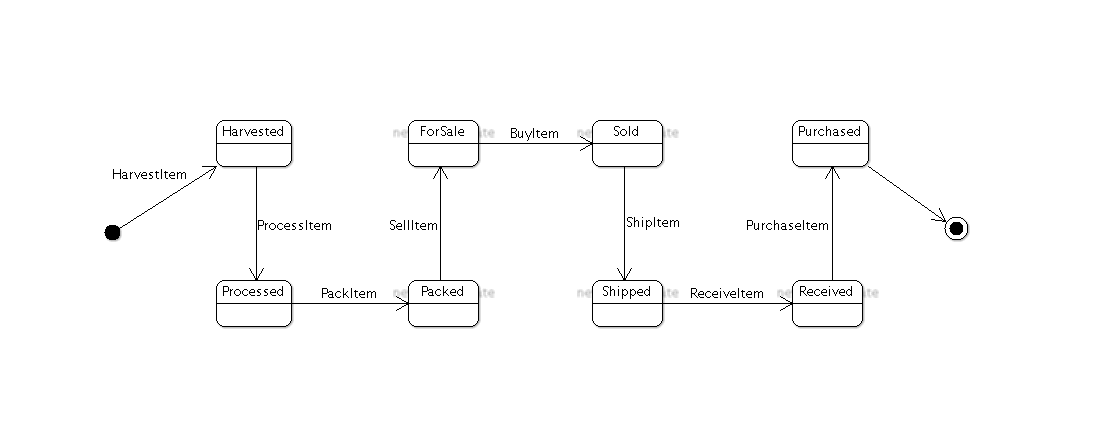 Harvested
ForSale
BuyItem
Sold
Purchased
HarvestItem
ProcessItem
SellItem
ShipItem
PurchaseItem
Processed
PackItem
Packed
Shipped
ReceiveItem
Received